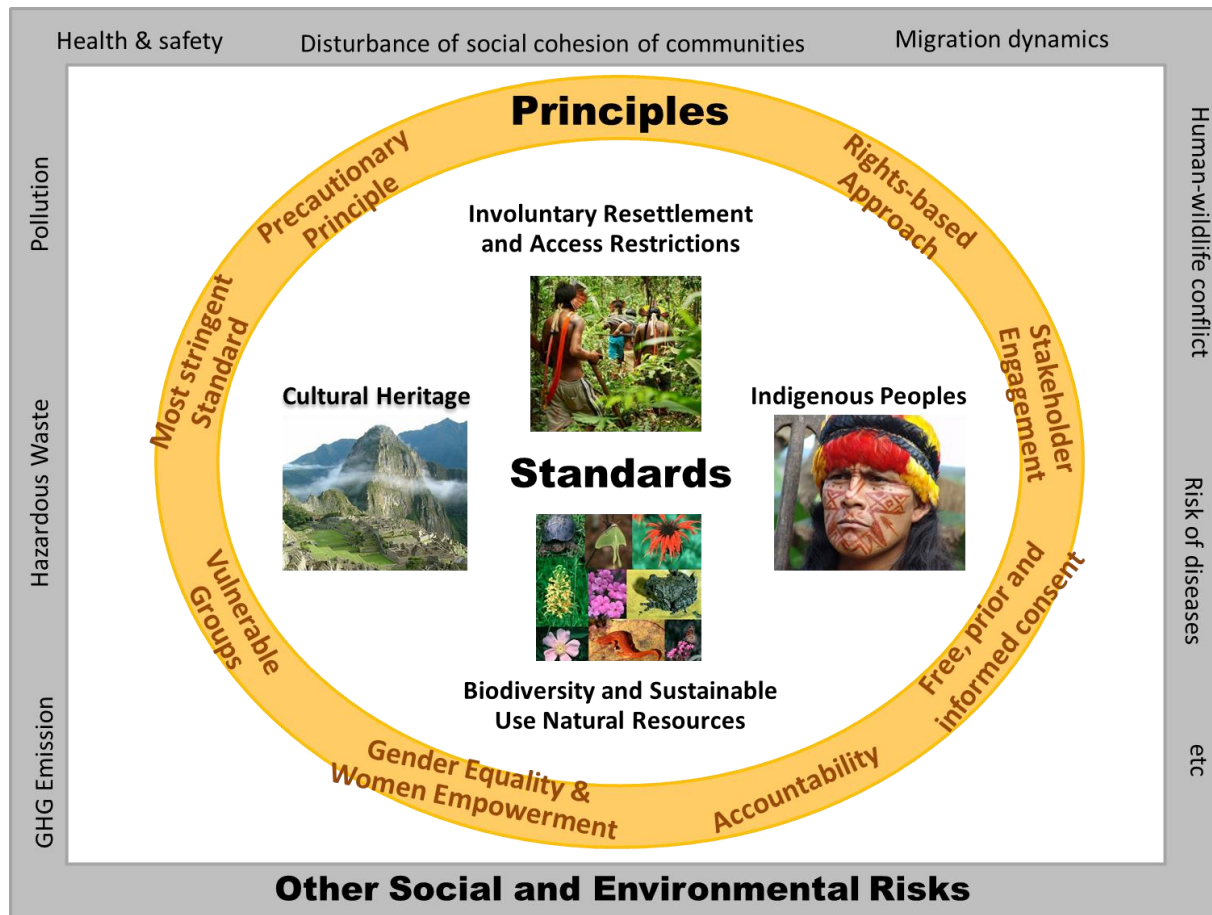 Health & safety
Disturbance of social cohesion of communities
Migration dynamics
Pollution
Hazardous Waste
GHG Emission
Human-wildlife conflict
Risk of diseases
etc
Principles
Precautionary
Principle
Rights-based
Approach
Most stringent
Standard
Stakeholder
Engagement
Vulnerable
Groups
Free, prior and
informed consent
Gender Equality &
Women Empowerment
Accountability
Involuntary Resettlement
and Access Restrictions
Cultural Heritage
Indigenous Peoples
Standards
Biodiversity and Sustainable
Use Natural Resources
Other Social and Environmental Risks